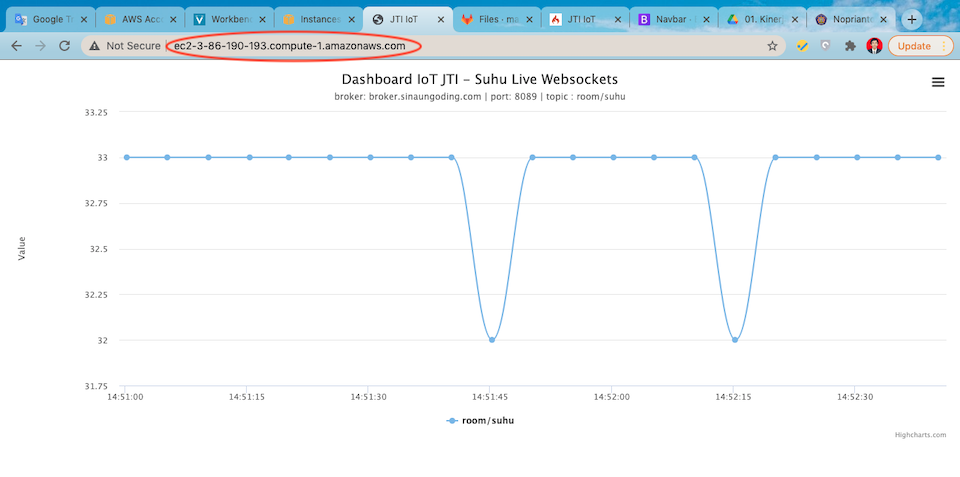 Google T
AWS Acc
Workben
Instances
JTI IoT
Files · ma
JTI IoT
Navbar · B
01. Kiner
Nopriante
Not Secure
ec2-3-86-190-193.compute-1.amazonaws.com
Update
Dashboard IoT JTI - Suhu Live Websockets
broker: broker.sinaungoding.com | port: 8089 | topic : room/suhu
33.25
33
32.75
32.5
32.25
32
31.75
Value
14:51:00
14:51:15
14:51:30
14:51:45
14:52:00
14:52:15
14:52:30
room/suhu
Highcharts.com